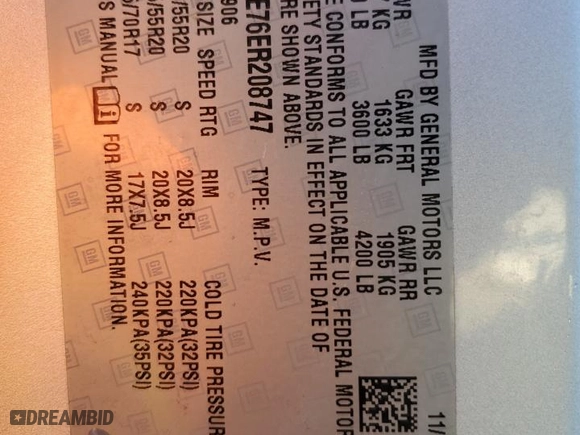 MFD BY GENERAL MOTORS LLC 11/
GAWR FRT GAWR RR
KG 1633 KG 1905 KG
LB 3600 LB 4200 LB
E CONFORMS TO ALL APPLICABLE U.S. FEDERAL MOTOR
ETY STANDARDS IN EFFECT ON THE DATE OF
RE SHOWN ABOVE.
E76ER208747 TYPE: M.P.V.
906
SIZE SPEED RTG RIM COLD TIRE PRESSUR
/55R20 S 20X8.5J 220KPA(32PSI)
/55R20 S 20X8.5J 220KPA(32PSI)
/70R17 S 17X7.5J 240KPA(35PSI)
S MANUAL i FOR MORE INFORMATION.
DREAMBID